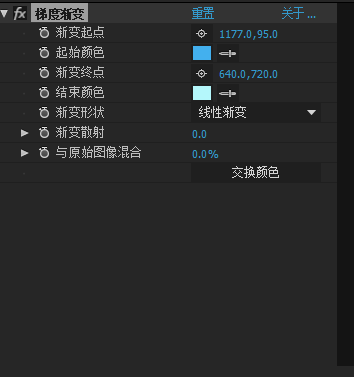 fx 梯度渐变 重置 关于 ...
渐变起点 1177.0,95.0
起始颜色
渐变终点 640.0,720.0
结束颜色
渐变形状 线性渐变
渐变散射 0.0
与原始图像混合 0.0%
交换颜色